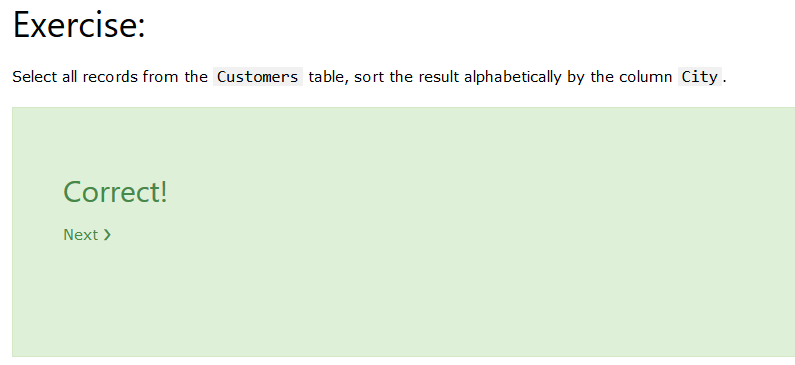 Exercise:
Select all records from the Customers table, sort the result alphabetically by the column City.
Correct!
Next ❯